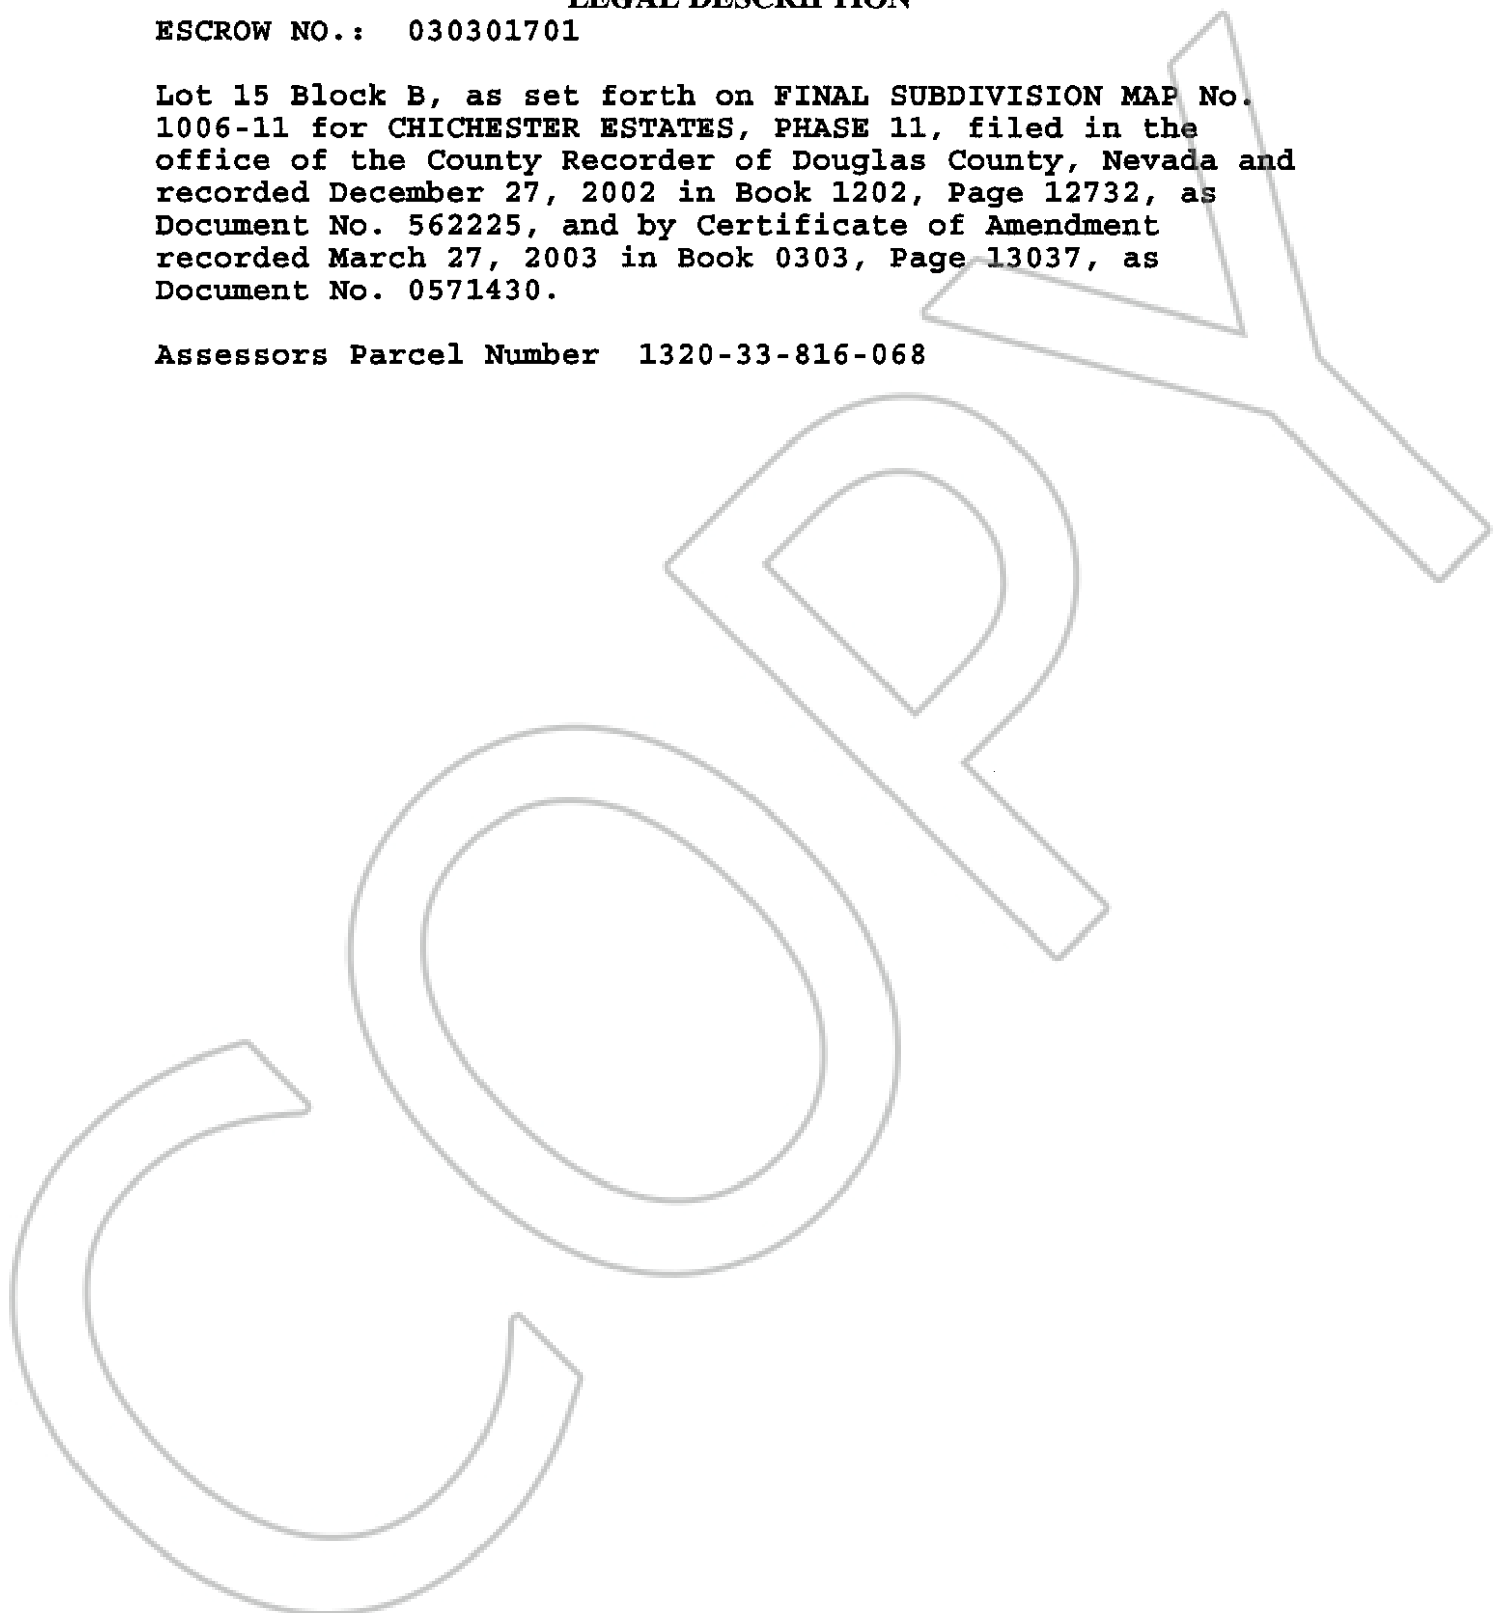 LEGAL DESCRIPTION
ESCROW NO.: 030301701
Lot 15 Block B, as set forth on FINAL SUBDIVISION MAP No.
1006-11 for CHICHESTER ESTATES, PHASE 11, filed in the
office of the County Recorder of Douglas County, Nevada and
recorded December 27, 2002 in Book 1202, Page 12732, as
Document No. 562225, and by Certificate of Amendment
recorded March 27, 2003 in Book 0303, Page 13037, as
Document No. 0571430.
Assessors Parcel Number 1320-33-816-068
COPY